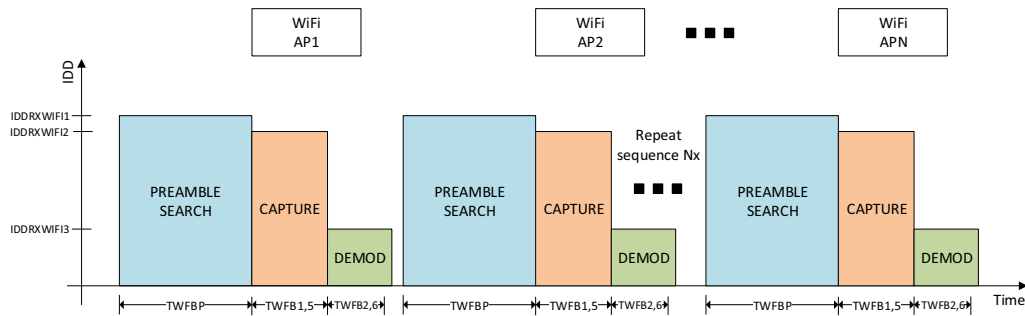 WiFi
AP1
WiFi
AP2
WiFi
APN
IDD
IDDRXWIFI1
IDDRXWIFI2
IDDRXWIFI3
PREAMBLE
SEARCH
CAPTURE
DEMOD
PREAMBLE
SEARCH
CAPTURE
DEMOD
Repeat
sequence Nx
PREAMBLE
SEARCH
CAPTURE
DEMOD
TWFBP
TWFB1,5
TWFB2,6
TWFBP
TWFB1,5
TWFB2,6
TWFBP
TWFB1,5
TWFB2,6
Time